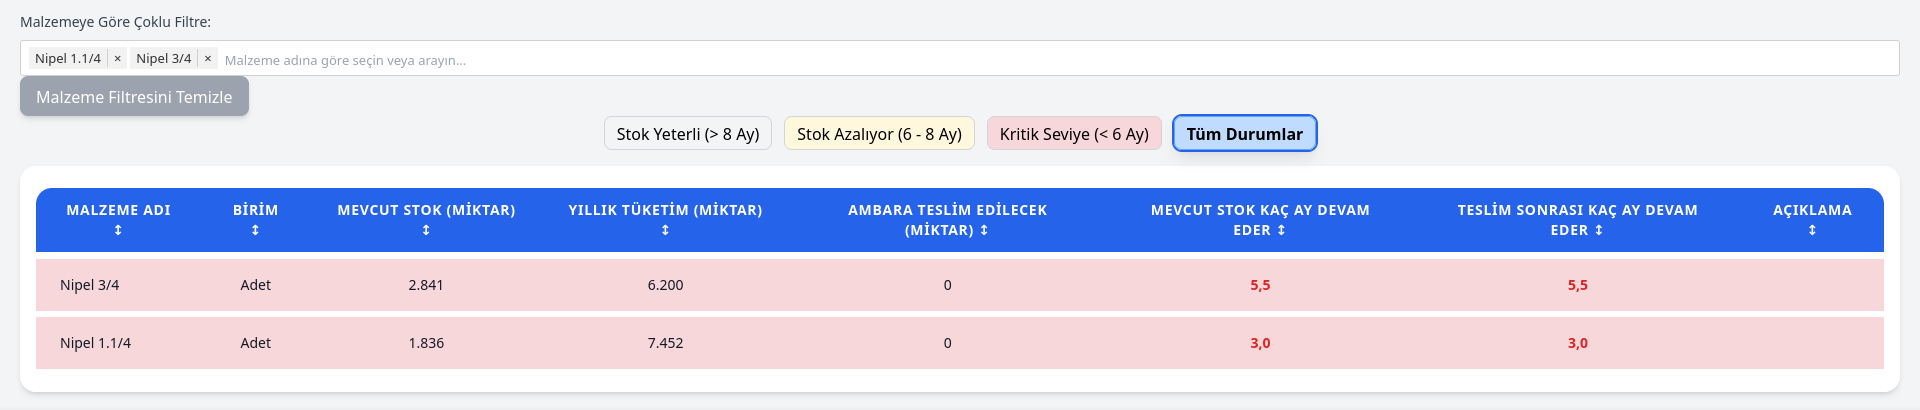 Malzemeye Göre Çoklu Filtre:
Nipel 1.1/4 × Nipel 3/4 × Malzeme adına göre seçin veya arayın...
Malzeme Filtresini Temizle
Stok Yeterli (> 8 Ay) Stok Azalıyor (6 - 8 Ay) Kritik Seviye (< 6 Ay) Tüm Durumlar
MALZEME ADI ↕ BİRİM ↕ MEVCUT STOK (MİKTAR) ↕ YILLIK TÜKETİM (MİKTAR) ↕ AMBARA TESLİM EDİLECEK (MİKTAR) ↕ MEVCUT STOK KAÇ AY DEVAM EDER ↕ TESLİM SONRASI KAÇ AY DEVAM EDER ↕ AÇIKLAMA ↕
Nipel 3/4 Adet 2.841 6.200 0 5,5 5,5
Nipel 1.1/4 Adet 1.836 7.452 0 3,0 3,0